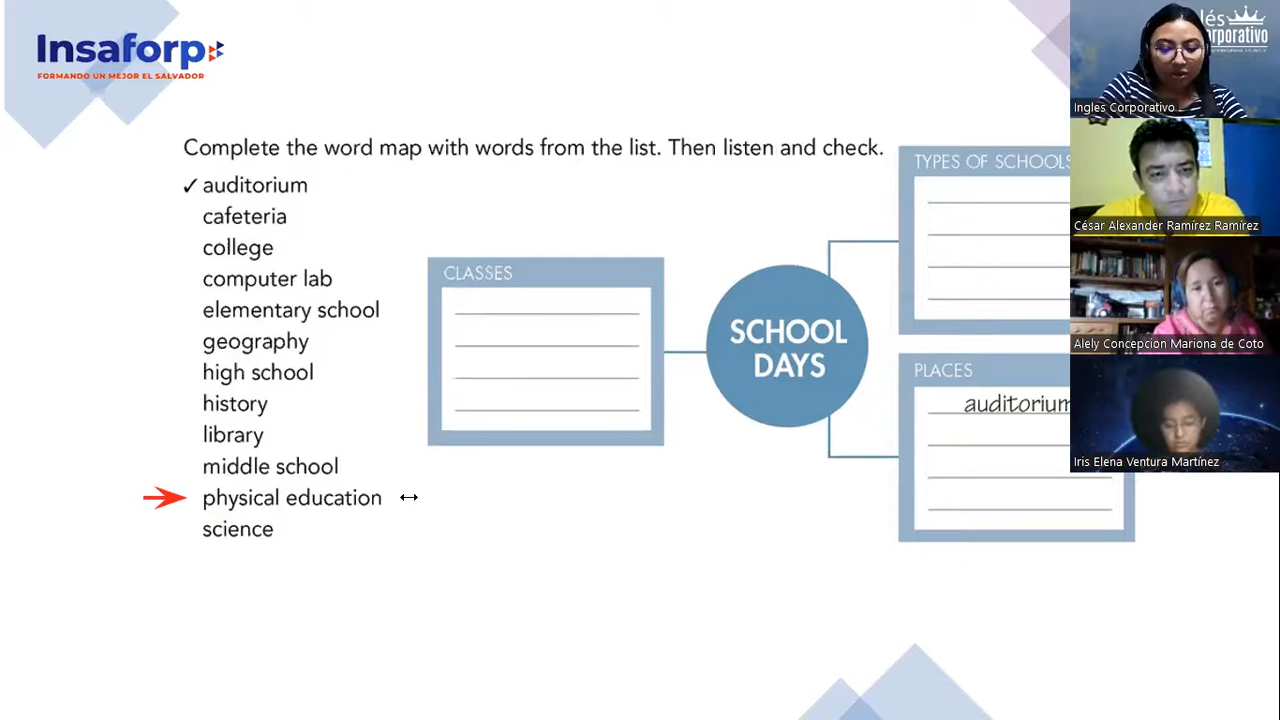 Insaforp
FORMANDO UN MEJOR EL SALVADOR
Complete the word map with words from the list. Then listen and check.
✓ auditorium
cafeteria
college
computer lab
elementary school
geography
high school
history
library
middle school
physical education
science
CLASSES
SCHOOL
DAYS
TYPES OF SCHOOLS
PLACES
auditorium
Ingles Corporativo
César Alexander Ramírez Ramírez
Alely Concepcion Mariona de Coto
Iris Elena Ventura Martínez